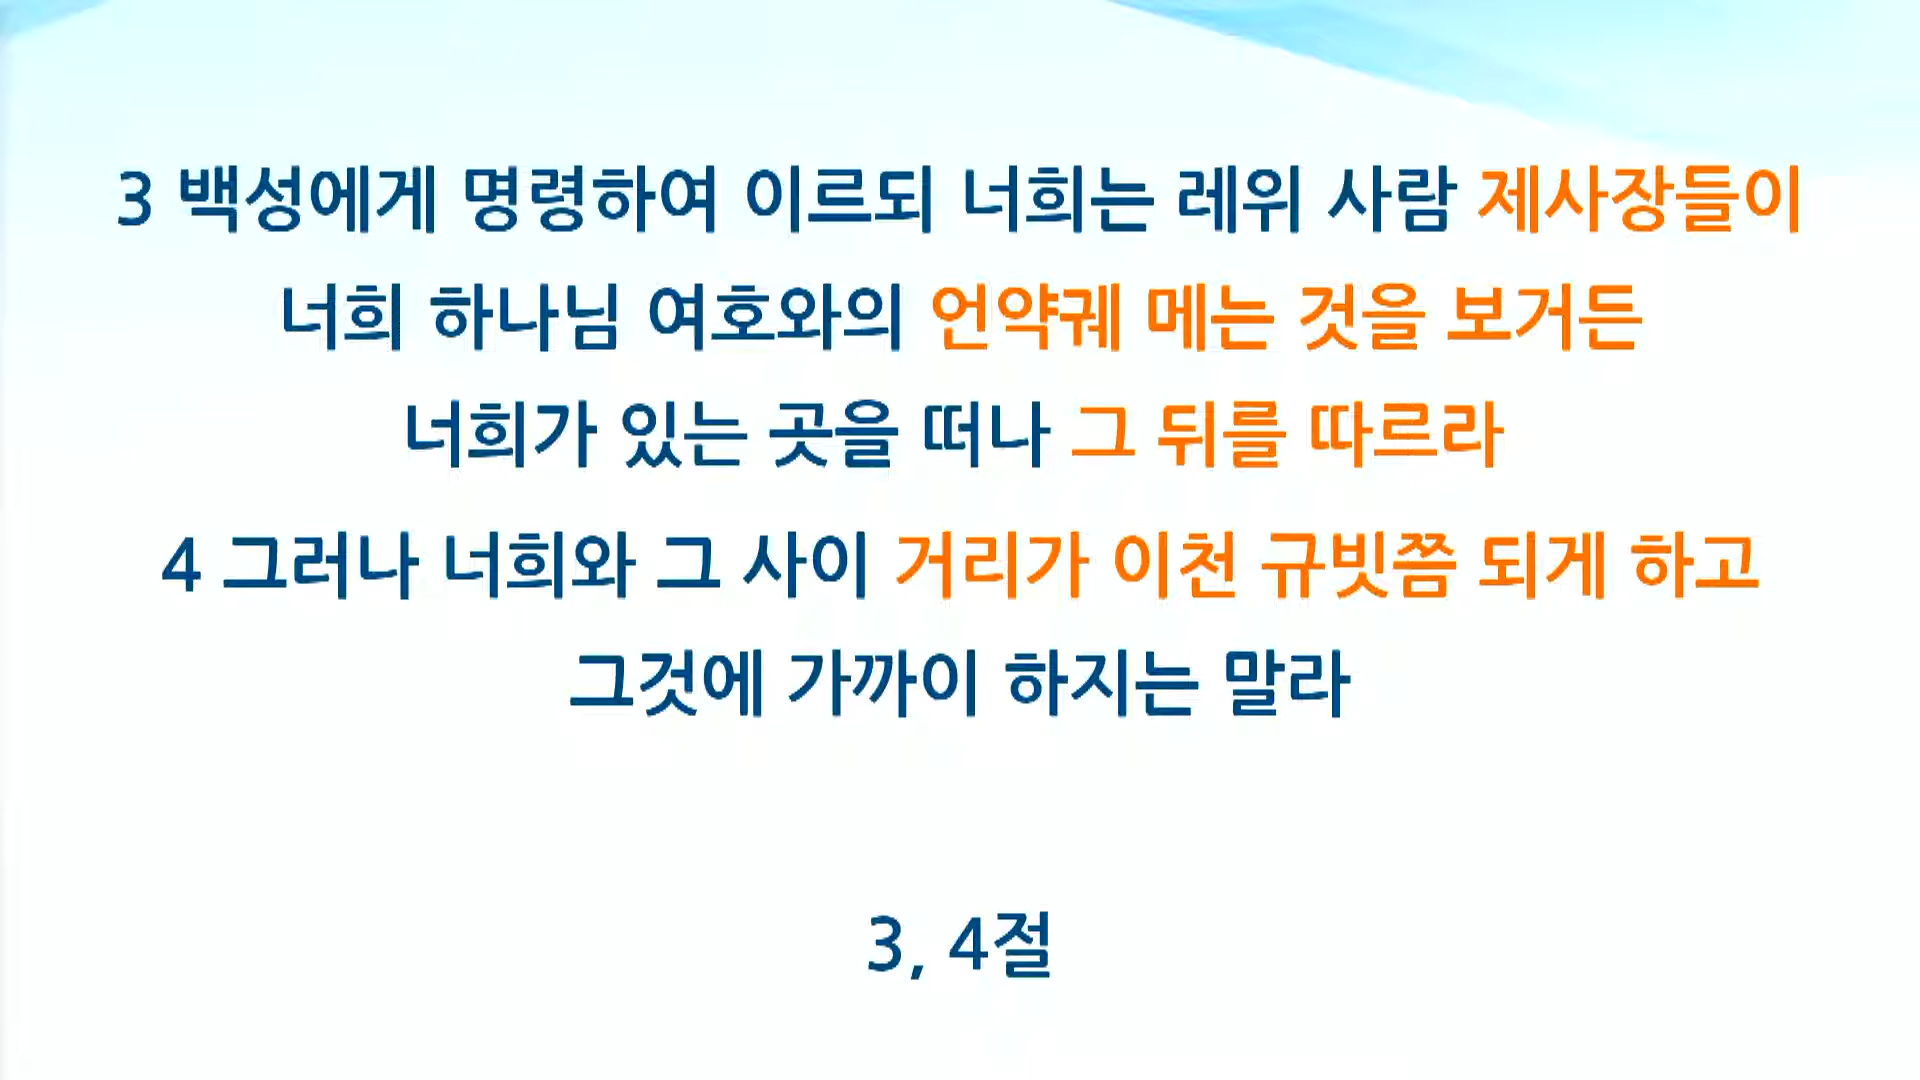 3 백성에게 명령하여 이르되 너희는 레위 사람 제사장들이
너희 하나님 여호와의 언약궤 메는 것을 보거든
너희가 있는 곳을 떠나 그 뒤를 따르라
4 그러나 너희와 그 사이 거리가 이천 규빗쯤 되게 하고
그것에 가까이 하지는 말라
3, 4절